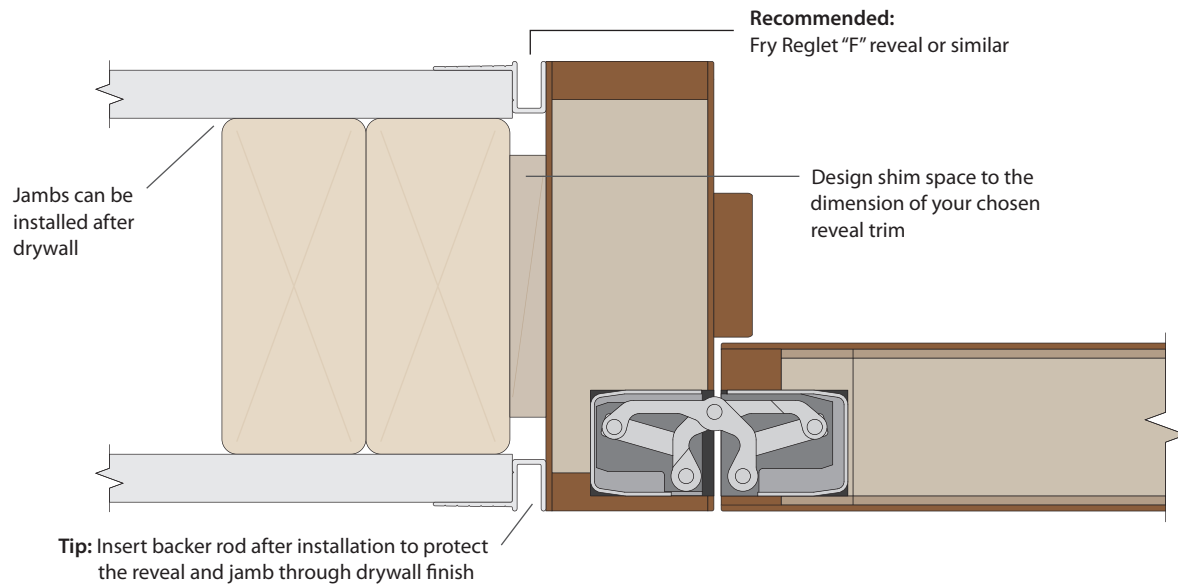 Recommended:
Fry Reglet “F” reveal or similar
Jambs can be
installed after
drywall
Design shim space to the
dimension of your chosen
reveal trim
Tip: Insert backer rod after installation to protect
the reveal and jamb through drywall finish